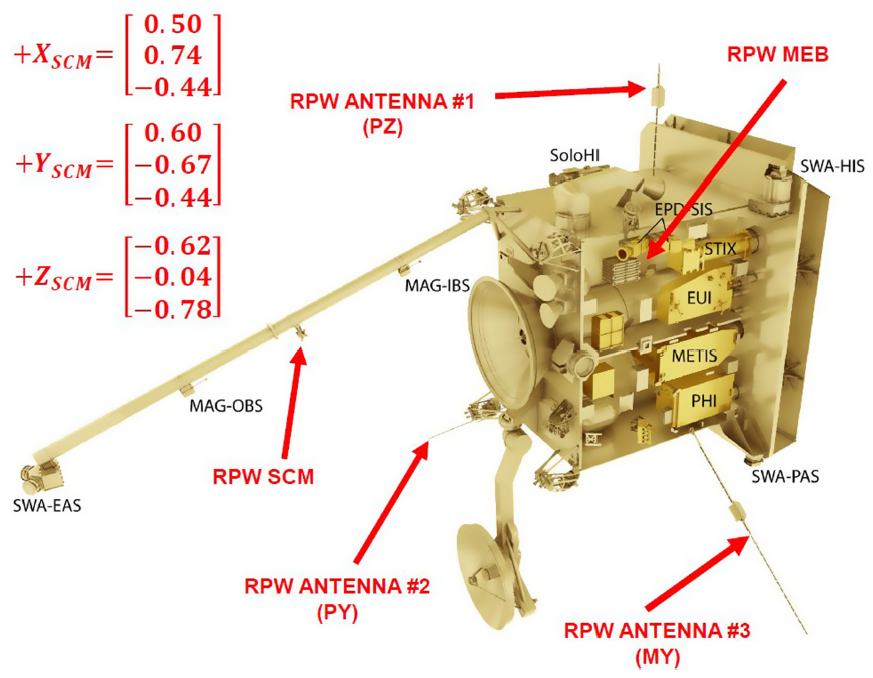 +X_SCM = [0.50
0.74
−0.44]
+Y_SCM = [0.60
−0.67
−0.44]
+Z_SCM = [−0.62
−0.04
−0.78]
RPW MEB
RPW ANTENNA #1
(PZ)
SoloHI
SWA-HIS
EPD-SIS
STIX
MAG-IBS
EUI
METIS
MAG-OBS
PHI
RPW SCM
SWA-PAS
SWA-EAS
RPW ANTENNA #2
(PY)
RPW ANTENNA #3
(MY)